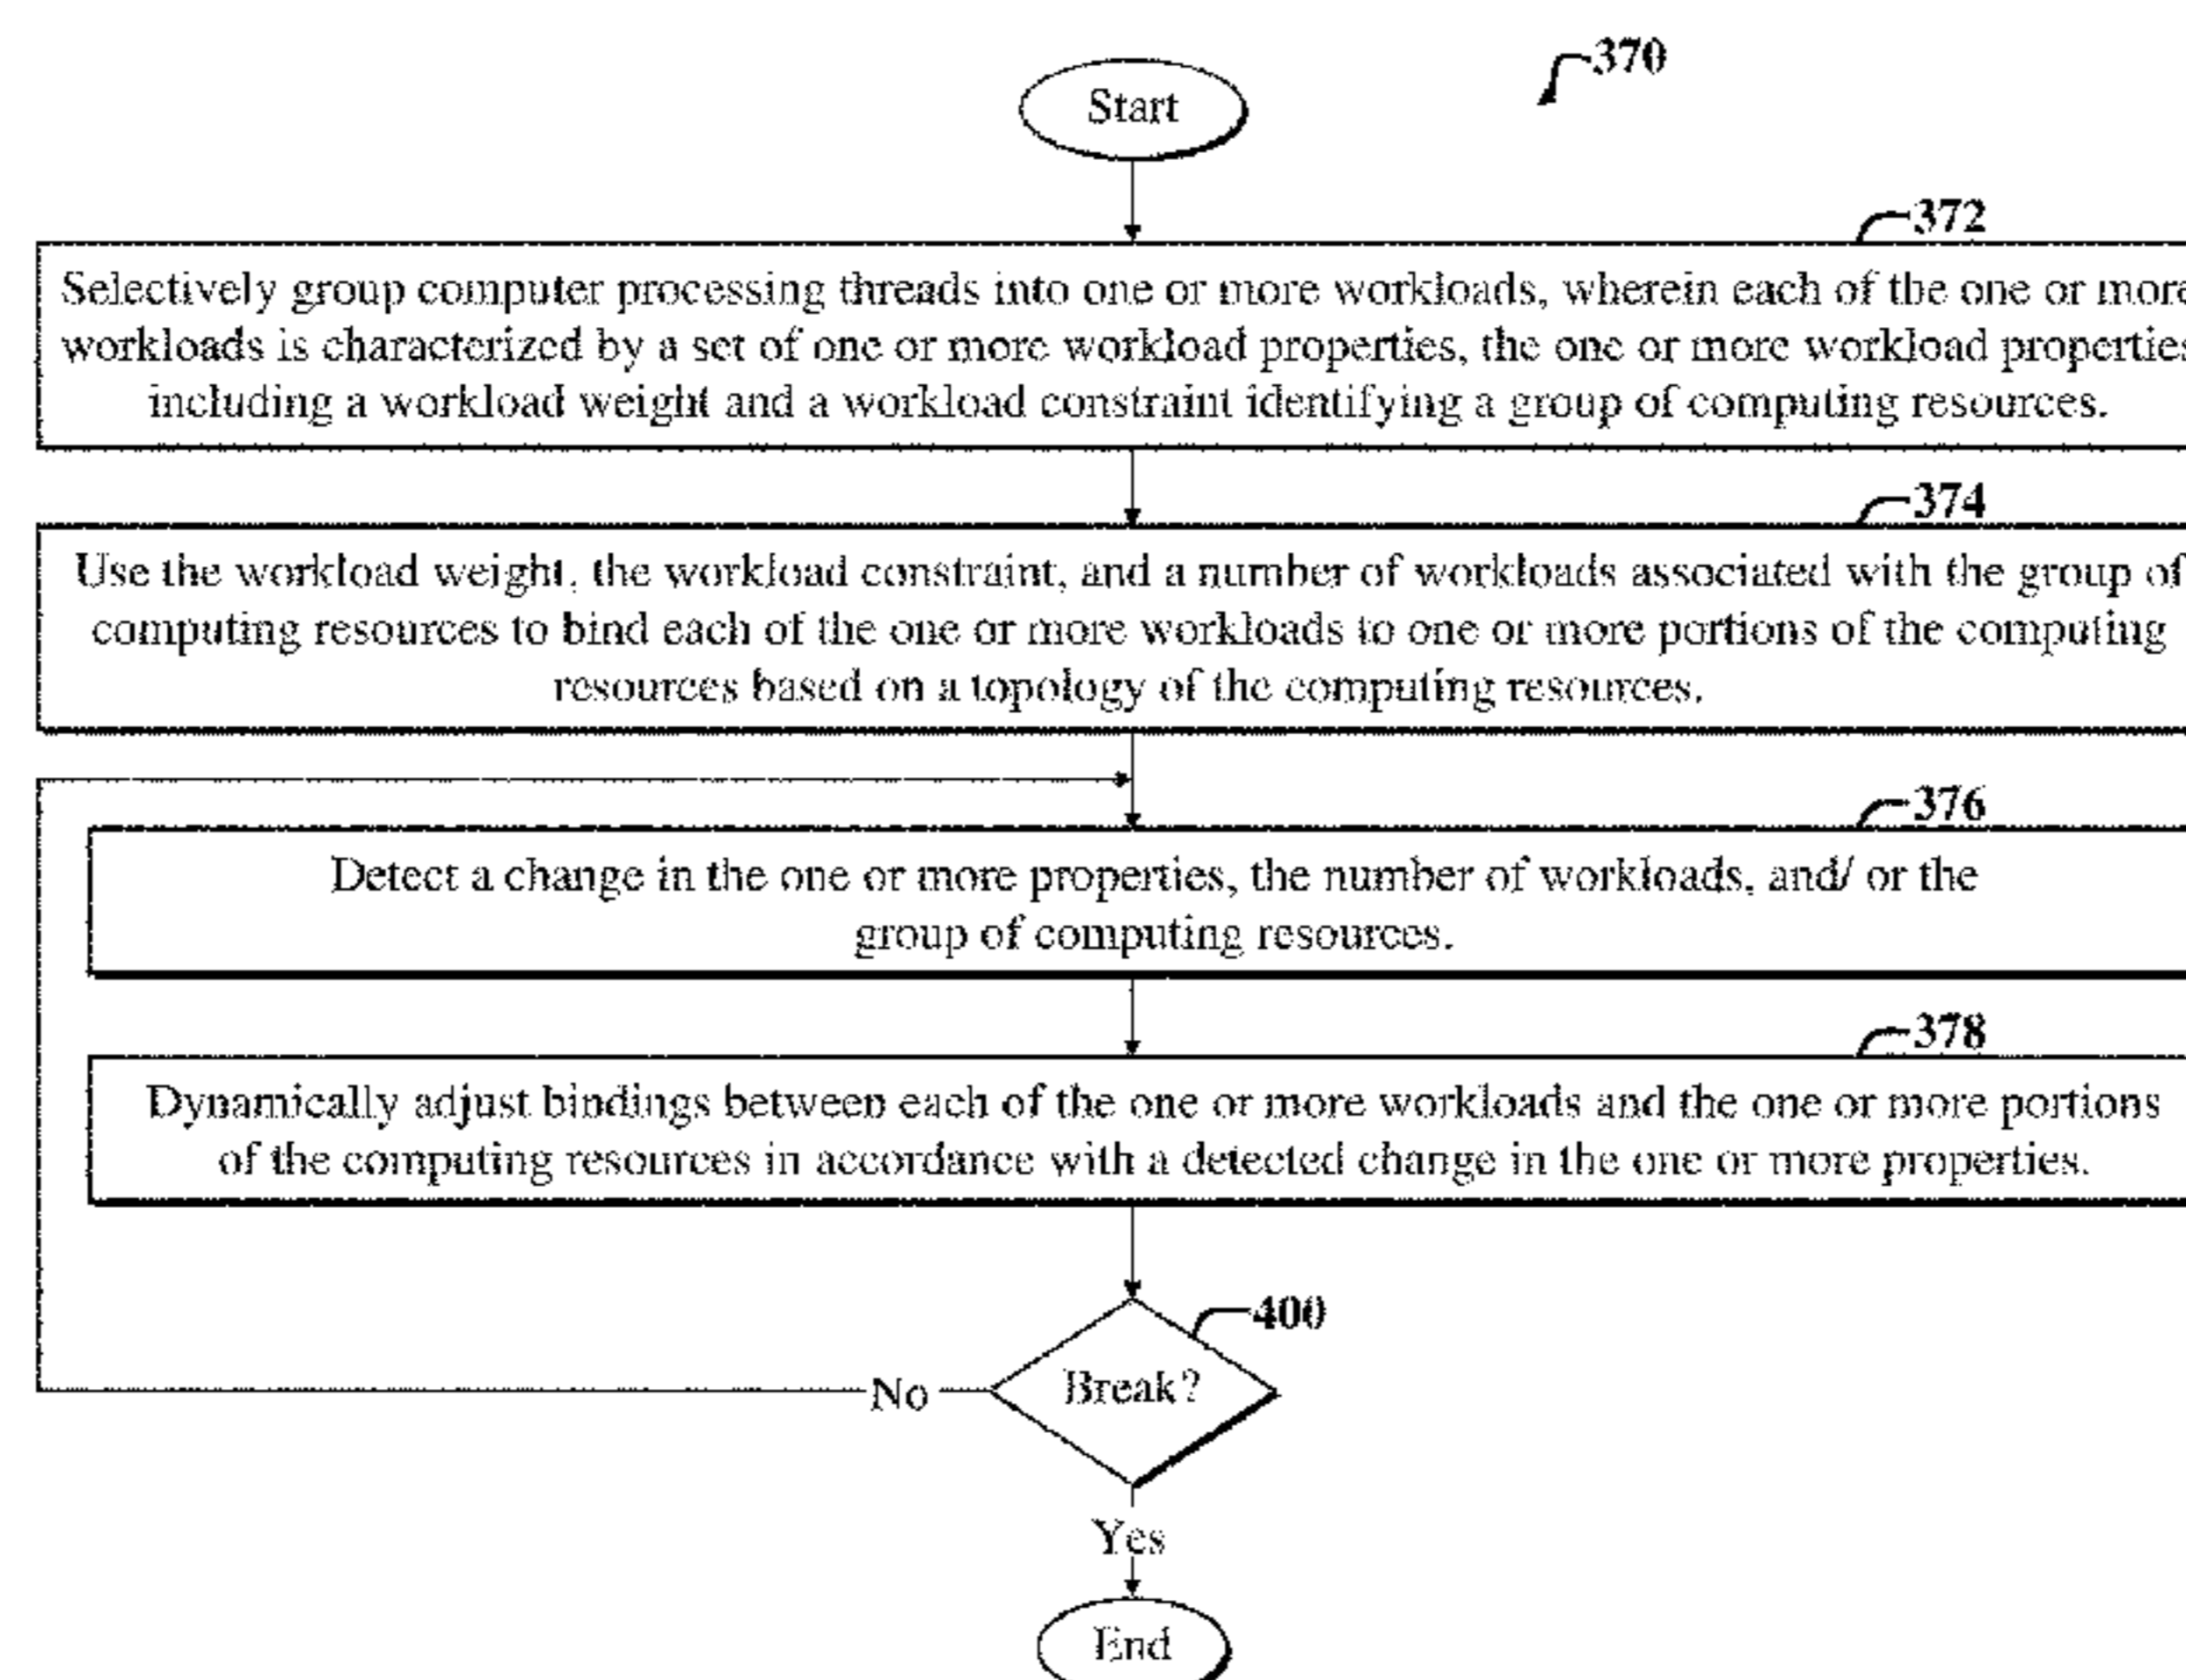 370
Start
372
Selectively group computer processing threads into one or more workloads, wherein each of the one or more
workloads is characterized by a set of one or more workload properties, the one or more workload properties
including a workload weight and a workload constraint identifying a group of computing resources.
374
Use the workload weight, the workload constraint, and a number of workloads associated with the group of
computing resources to bind each of the one or more workloads to one or more portions of the computing
resources based on a topology of the computing resources.
376
Detect a change in the one or more properties, the number of workloads, and/ or the
group of computing resources.
378
Dynamically adjust bindings between each of the one or more workloads and the one or more portions
of the computing resources in accordance with a detected change in the one or more properties.
400
Break?
No
Yes
End